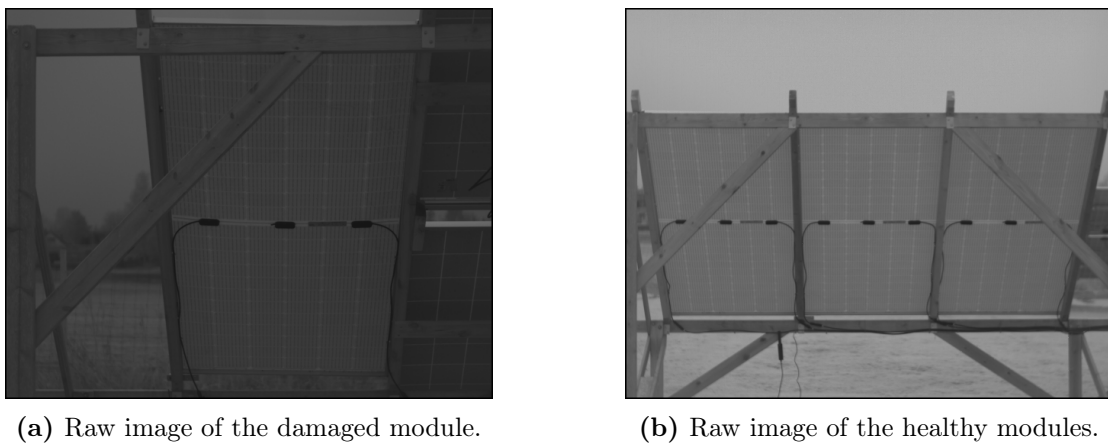 (a) Raw image of the damaged module.
(b) Raw image of the healthy modules.